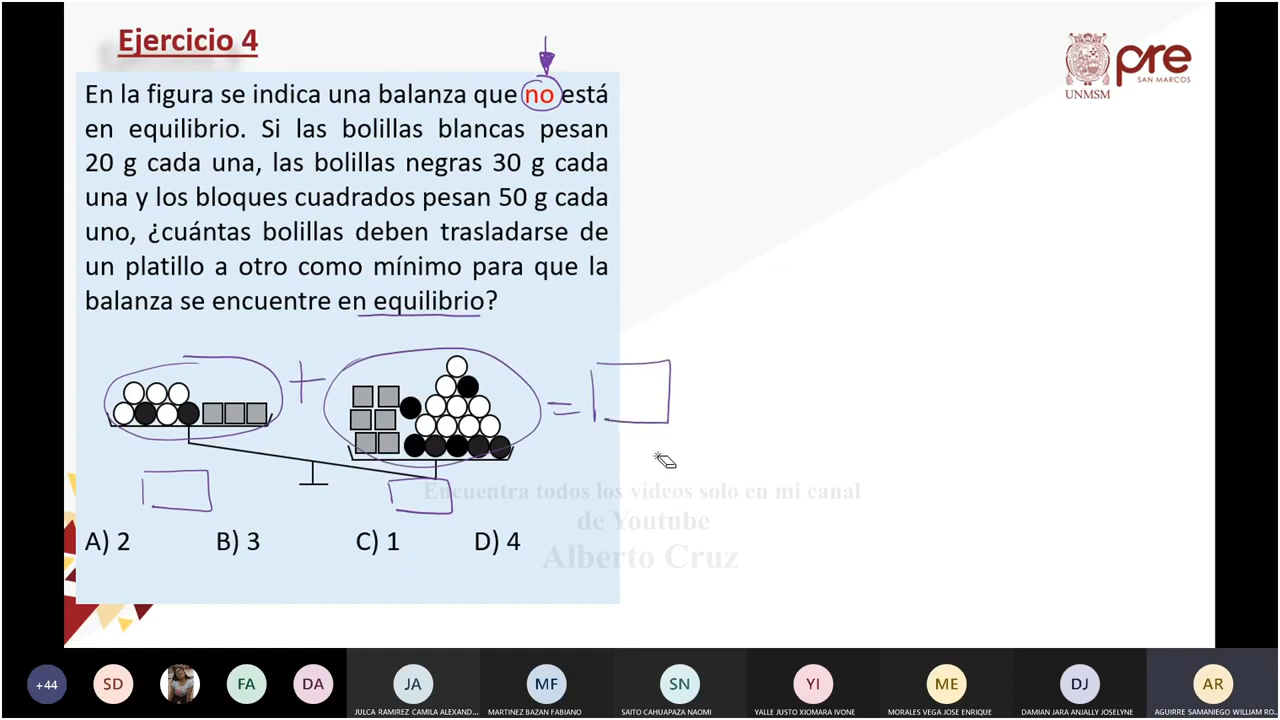 Ejercicio 4
pre
SAN MARCOS
UNMSM
En la figura se indica una balanza que no está
en equilibrio. Si las bolillas blancas pesan
20 g cada una, las bolillas negras 30 g cada
una y los bloques cuadrados pesan 50 g cada
uno, ¿cuántas bolillas deben trasladarse de
un platillo a otro como mínimo para que la
balanza se encuentre en equilibrio?
+
=
Encuentra todos los videos solo en mi canal
de Youtube
Alberto Cruz
A) 2 B) 3 C) 1 D) 4
+44 SD FA DA JA MF SN YI ME DJ AR
JULCA RAMIREZ CAMILA ALEXAND... MARTINEZ BAZAN FABIANO SAITO CAHUAPAZA NAOMI YALLE JUSTO XIOMARA IVONE MORALES VEGA JOSE ENRIQUE DAMIAN JARA ANJALLY JOSELYNE AGUIRRE SAMANIEGO WILLIAM RO...